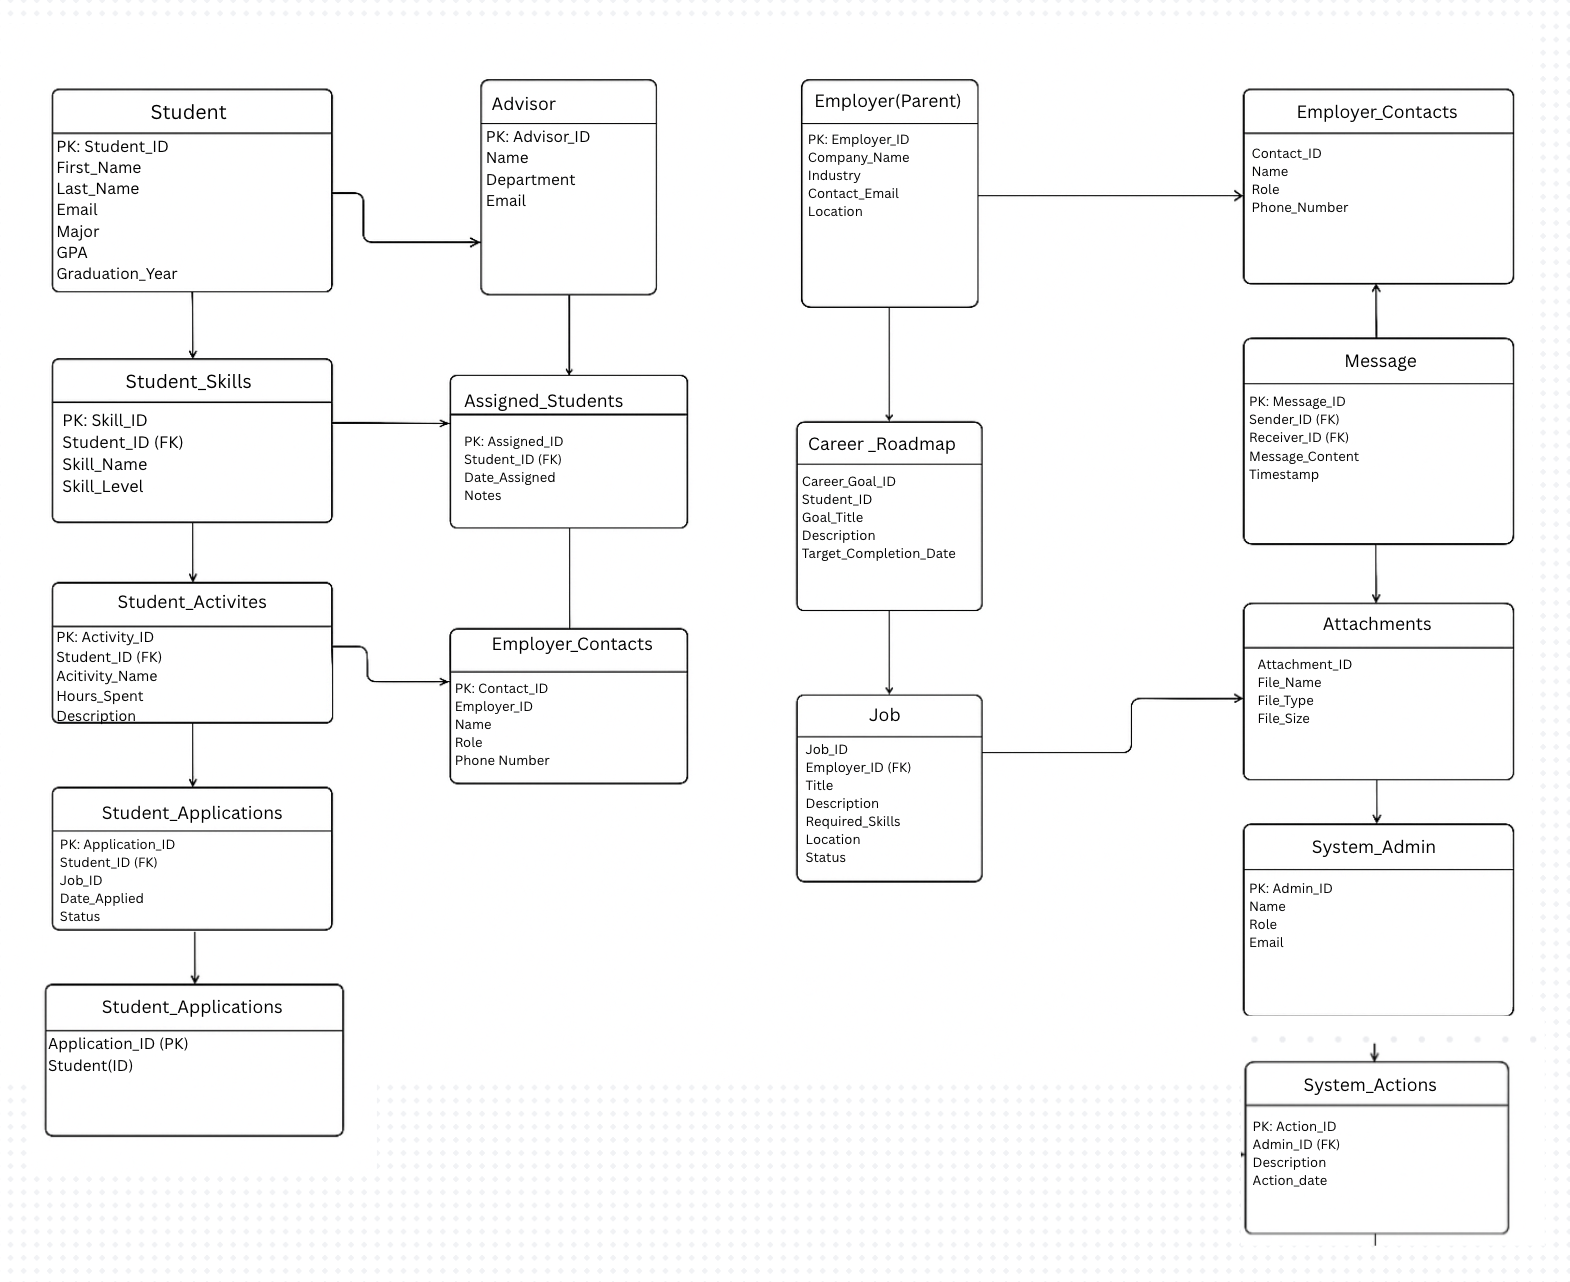 Student
PK: Student_ID
First_Name
Last_Name
Email
Major
GPA
Graduation_Year
Advisor
PK: Advisor_ID
Name
Department
Email
Employer(Parent)
PK: Employer_ID
Company_Name
Industry
Contact_Email
Location
Employer_Contacts
Contact_ID
Name
Role
Phone_Number
Student_Skills
PK: Skill_ID
Student_ID (FK)
Skill_Name
Skill_Level
Assigned_Students
PK: Assigned_ID
Student_ID (FK)
Date_Assigned
Notes
Career _Roadmap
Career_Goal_ID
Student_ID
Goal_Title
Description
Target_Completion_Date
Message
PK: Message_ID
Sender_ID (FK)
Receiver_ID (FK)
Message_Content
Timestamp
Student_Activites
PK: Activity_ID
Student_ID (FK)
Acitivity_Name
Hours_Spent
Description
Employer_Contacts
PK: Contact_ID
Employer_ID
Name
Role
Phone Number
Job
Job_ID
Employer_ID (FK)
Title
Description
Required_Skills
Location
Status
Attachments
Attachment_ID
File_Name
File_Type
File_Size
Student_Applications
PK: Application_ID
Student_ID (FK)
Job_ID
Date_Applied
Status
System_Admin
PK: Admin_ID
Name
Role
Email
Student_Applications
Application_ID (PK)
Student(ID)
System_Actions
PK: Action_ID
Admin_ID (FK)
Description
Action_date